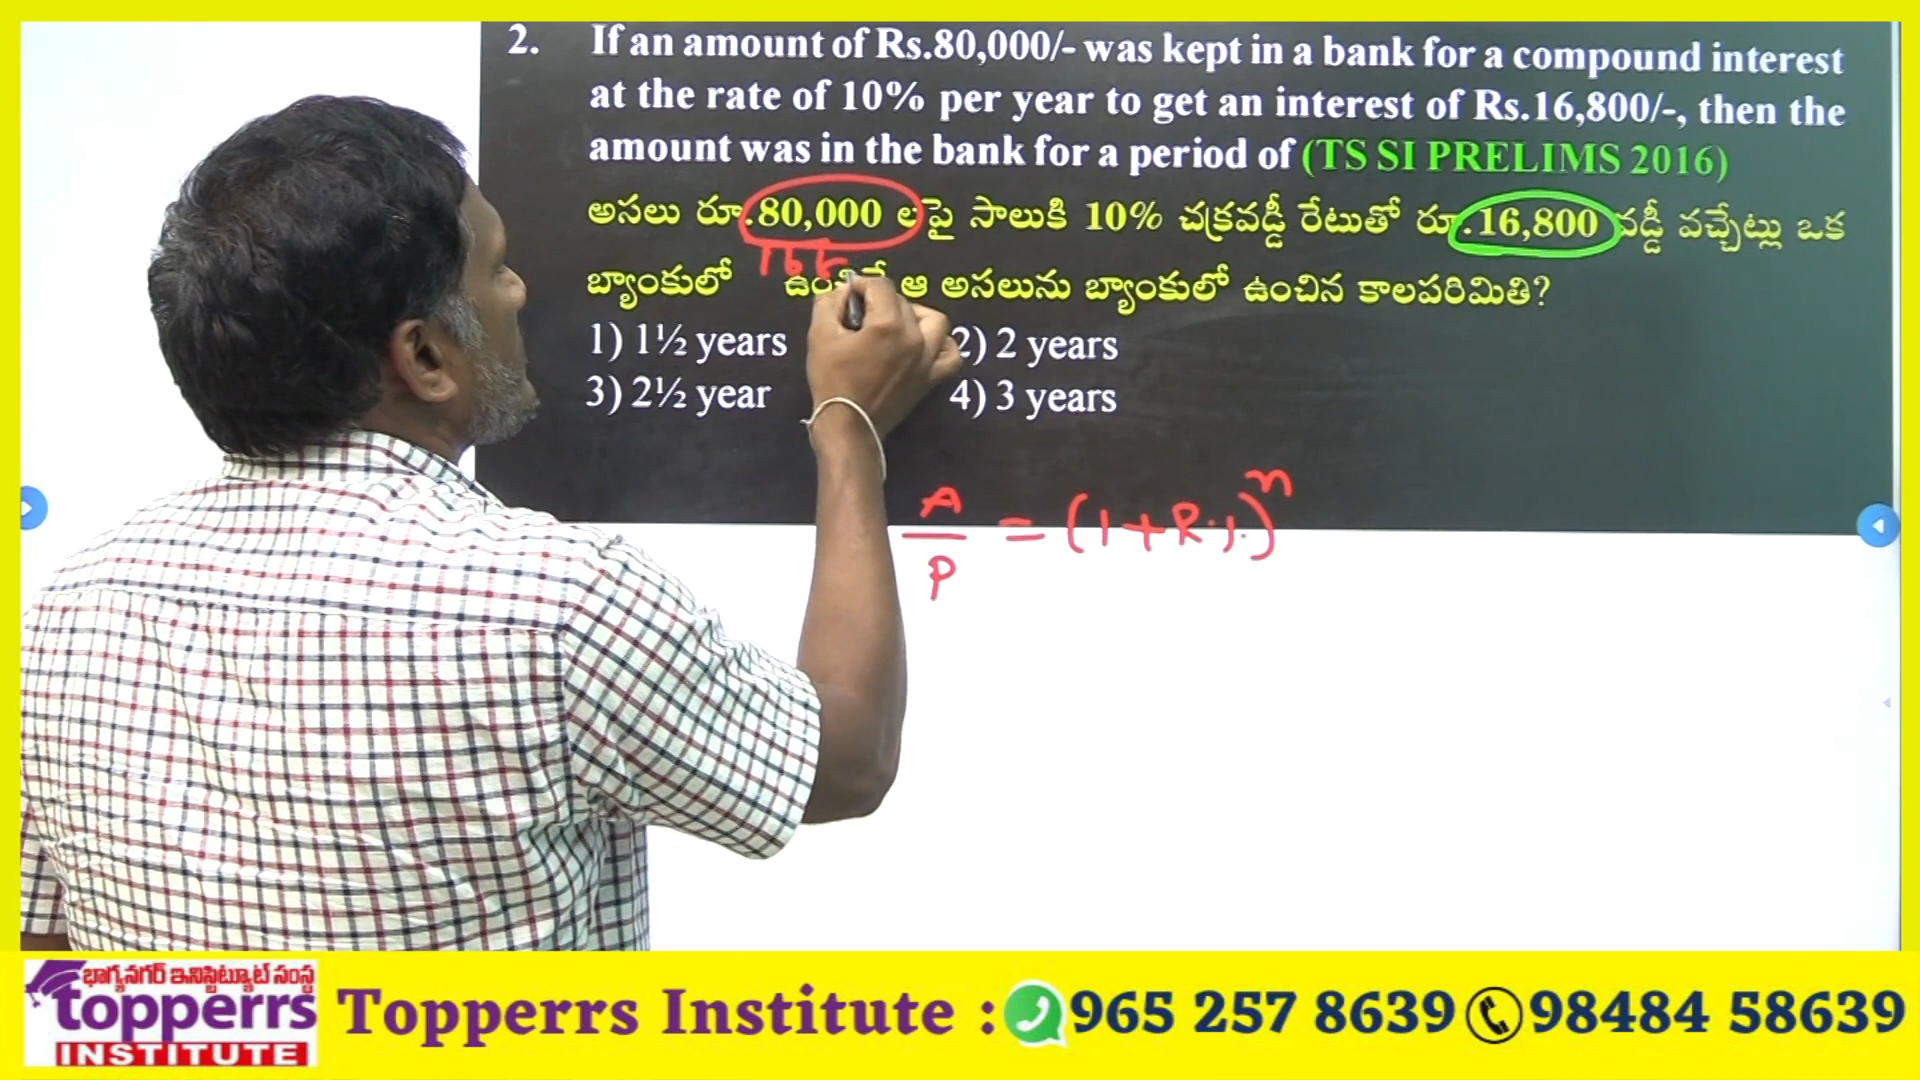 2. If an amount of Rs.80,000/- was kept in a bank for a compound interest
at the rate of 10% per year to get an interest of Rs.16,800/-, then the
amount was in the bank for a period of (TS SI PRELIMS 2016)
అసలు రూ.80,000 లపై సాలుకి 10% చక్రవడ్డీ రేటుతో రూ.16,800 వడ్డీ వచ్చేట్లు ఒక
168
బ్యాంకులో ఆ అసలును బ్యాంకులో ఉంచిన కాలపరిమితి?
1) 1½ years 2) 2 years
3) 2½ year 4) 3 years
A/P = (1+R%)^n
భాగ్యనగర్ ఇనిస్టిట్యూట్ సంస్థ
topperrs
INSTITUTE
Topperrs Institute : 965 257 8639 98484 58639